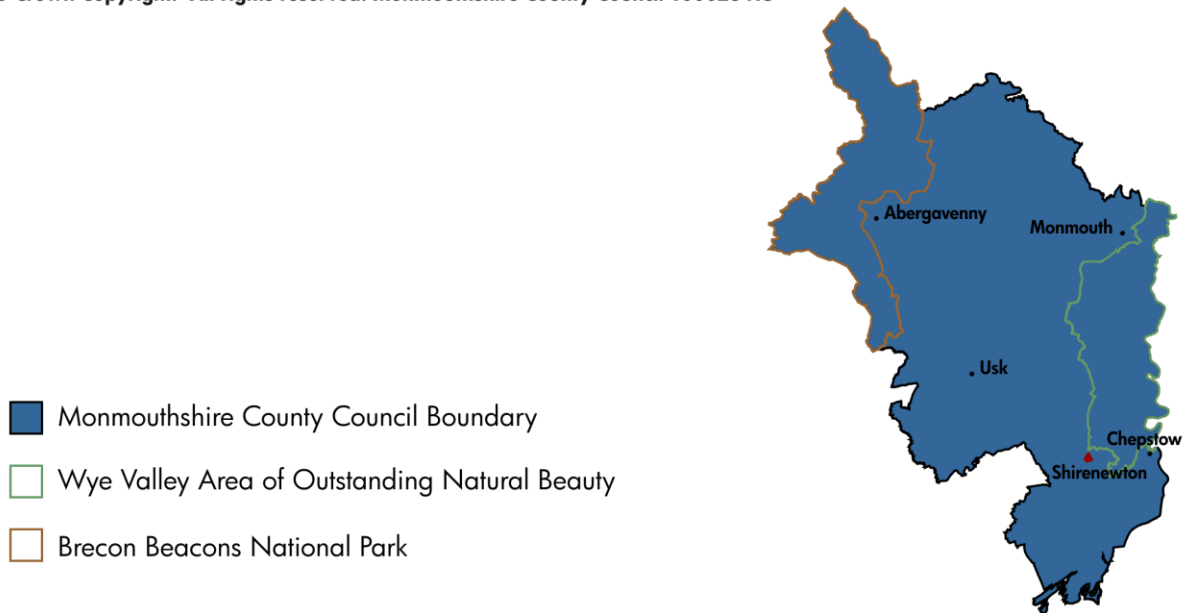 Abergavenny
Monmouth
Usk
Chepstow
Shirenewton
Monmouthshire County Council Boundary
Wye Valley Area of Outstanding Natural Beauty
Brecon Beacons National Park